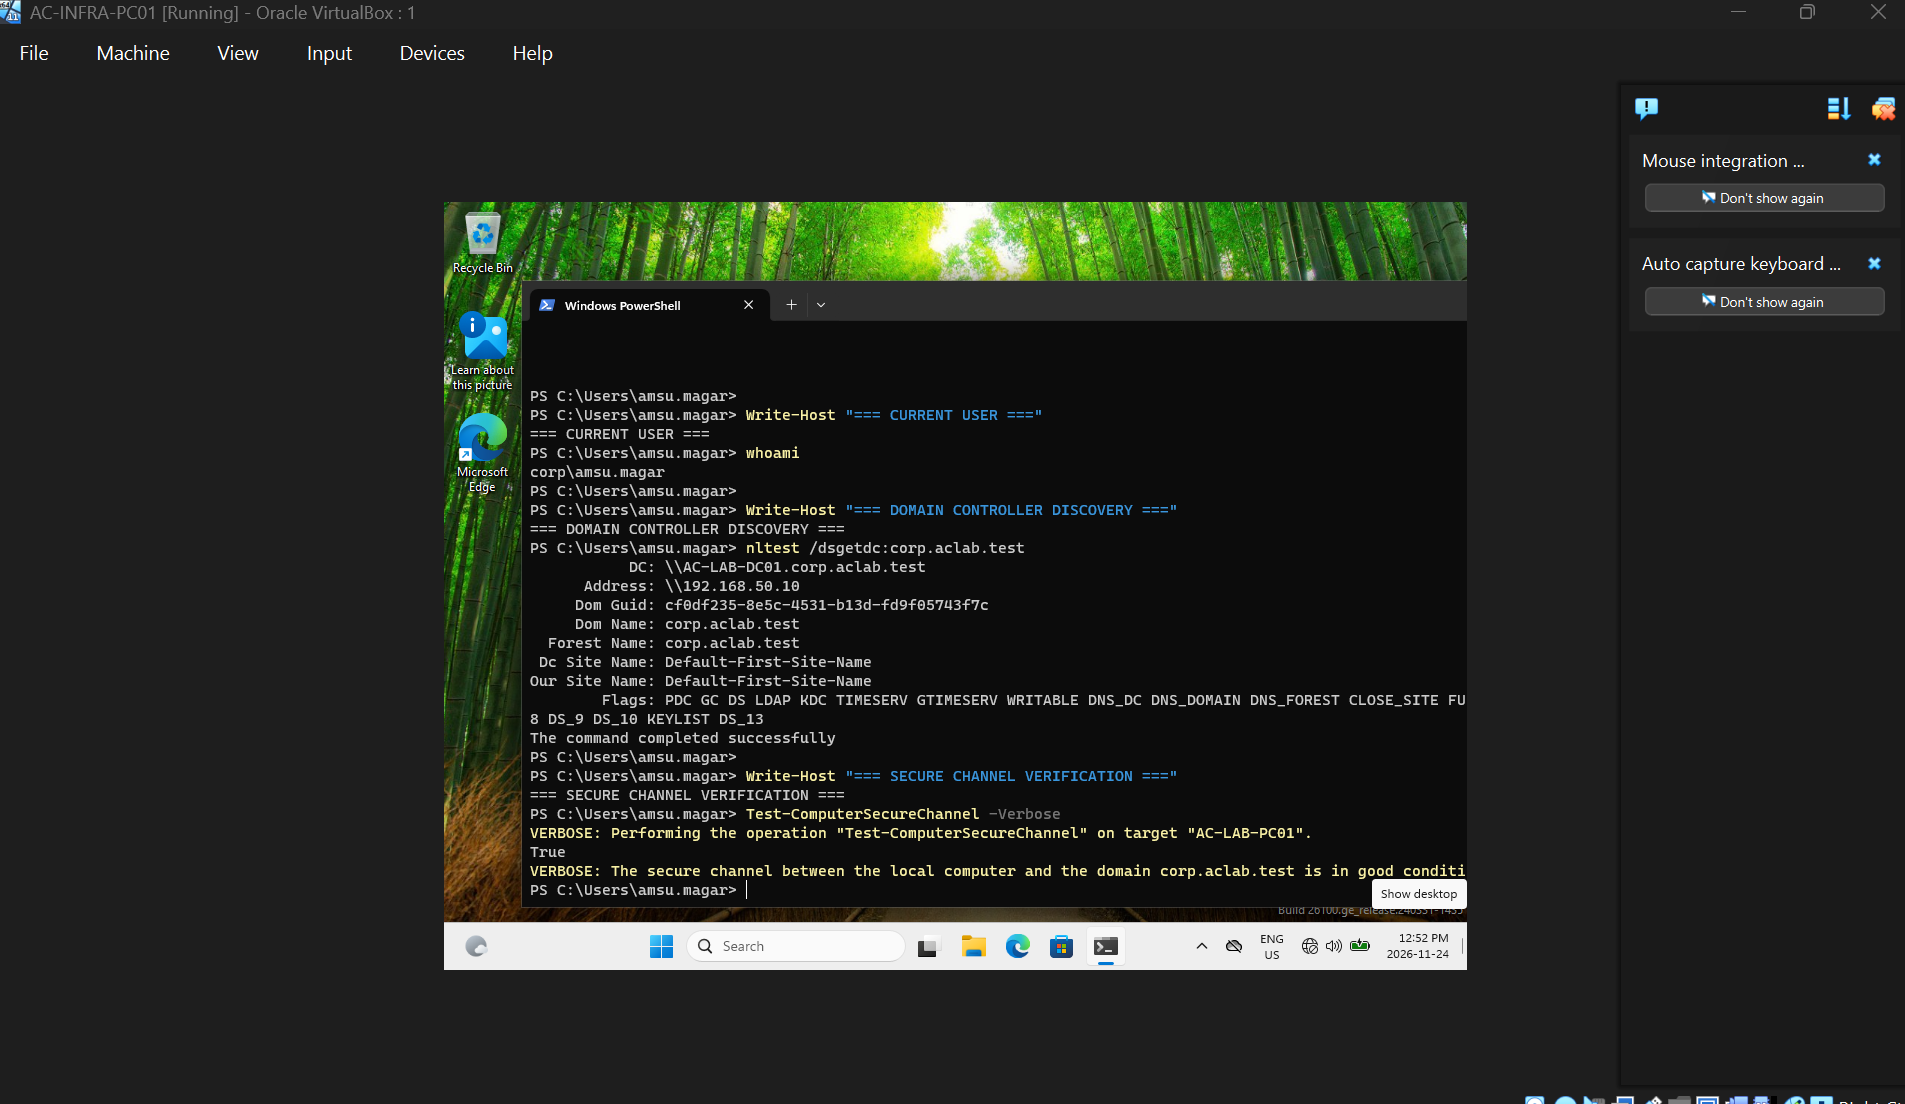 AC-INFRA-PC01 [Running] - Oracle VirtualBox : 1
File Machine View Input Devices Help
Mouse integration ...
Don't show again
Auto capture keyboard ...
Don't show again
Recycle Bin
Learn about
this picture
Microsoft
Edge
Windows PowerShell
PS C:\Users\amsu.magar>
PS C:\Users\amsu.magar> Write-Host "=== CURRENT USER ==="
=== CURRENT USER ===
PS C:\Users\amsu.magar> whoami
corp\amsu.magar
PS C:\Users\amsu.magar>
PS C:\Users\amsu.magar> Write-Host "=== DOMAIN CONTROLLER DISCOVERY ==="
=== DOMAIN CONTROLLER DISCOVERY ===
PS C:\Users\amsu.magar> nltest /dsgetdc:corp.aclab.test
DC: \\AC-LAB-DC01.corp.aclab.test
Address: \\192.168.50.10
Dom Guid: cf0df235-8e5c-4531-b13d-fd9f05743f7c
Dom Name: corp.aclab.test
Forest Name: corp.aclab.test
Dc Site Name: Default-First-Site-Name
Our Site Name: Default-First-Site-Name
Flags: PDC GC DS LDAP KDC TIMESERV GTIMESERV WRITABLE DNS_DC DNS_DOMAIN DNS_FOREST CLOSE_SITE FU
8 DS_9 DS_10 KEYLIST DS_13
The command completed successfully
PS C:\Users\amsu.magar>
PS C:\Users\amsu.magar> Write-Host "=== SECURE CHANNEL VERIFICATION ==="
=== SECURE CHANNEL VERIFICATION ===
PS C:\Users\amsu.magar> Test-ComputerSecureChannel -Verbose
VERBOSE: Performing the operation "Test-ComputerSecureChannel" on target "AC-LAB-PC01".
True
VERBOSE: The secure channel between the local computer and the domain corp.aclab.test is in good conditi
PS C:\Users\amsu.magar>
Show desktop
Search
ENG
US
12:52 PM
2026-11-24